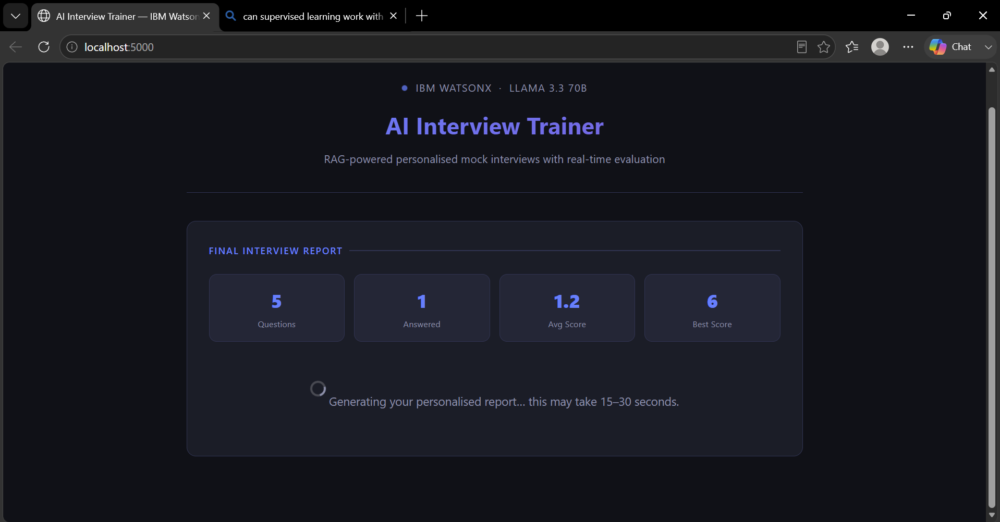 AI Interview Trainer — IBM Watson
can supervised learning work with
localhost:5000
Chat
IBM WATSONX · LLAMA 3.3 70B
AI Interview Trainer
RAG-powered personalised mock interviews with real-time evaluation
FINAL INTERVIEW REPORT
5
Questions
1
Answered
1.2
Avg Score
6
Best Score
Generating your personalised report... this may take 15–30 seconds.